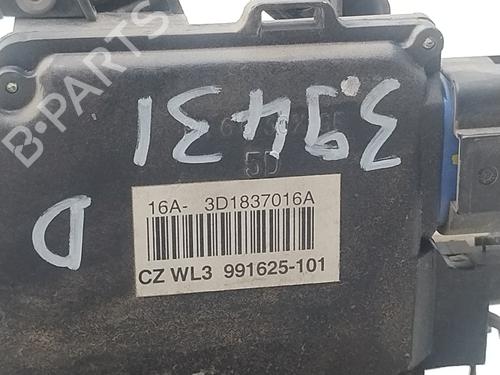 B-PARTS
39431
5D
16A- 3D1837016A
CZ WL3 991625-101
D